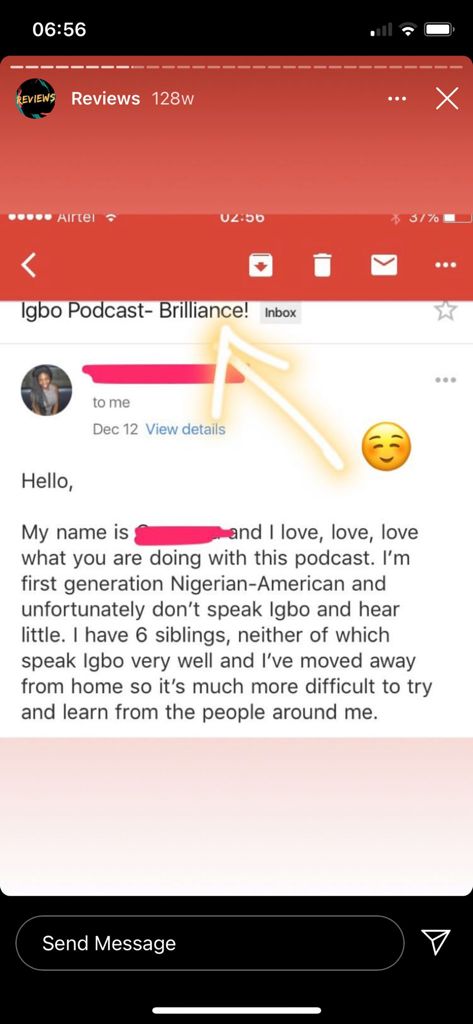 06:56
REVIEWS
Reviews 128w
Airtel
02:56
37%
Igbo Podcast- Brilliance! Inbox
to me
Dec 12 View details
Hello,
My name is and I love, love, love
what you are doing with this podcast. I'm
first generation Nigerian-American and
unfortunately don't speak Igbo and hear
little. I have 6 siblings, neither of which
speak Igbo very well and I've moved away
from home so it's much more difficult to try
and learn from the people around me.
Send Message